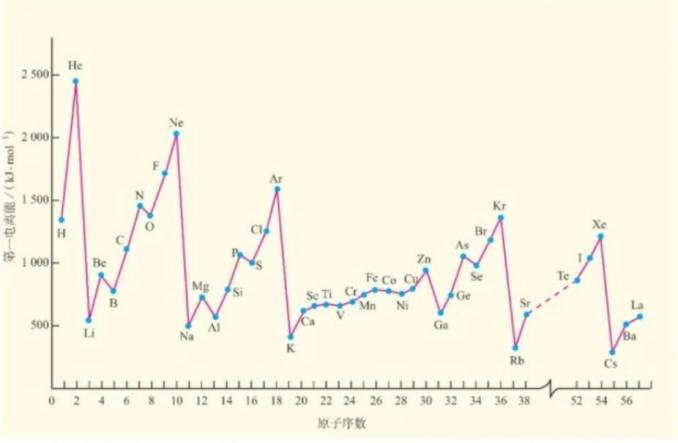 第一电离能/(kJ·mol⁻¹)
2 500
2 000
1 500
1 000
500
H
He
Li
Be
B
C
N
O
F
Ne
Na
Mg
Al
Si
P
S
Cl
Ar
K
Ca
Sc
Ti
V
Cr
Mn
Fe
Co
Ni
Cu
Zn
Ga
Ge
As
Se
Br
Kr
Rb
Sr
Te
I
Xe
Cs
Ba
La
0 2 4 6 8 10 12 14 16 18 20 22 24 26 28 30 32 34 36 38 52 54 56 58
原子序数